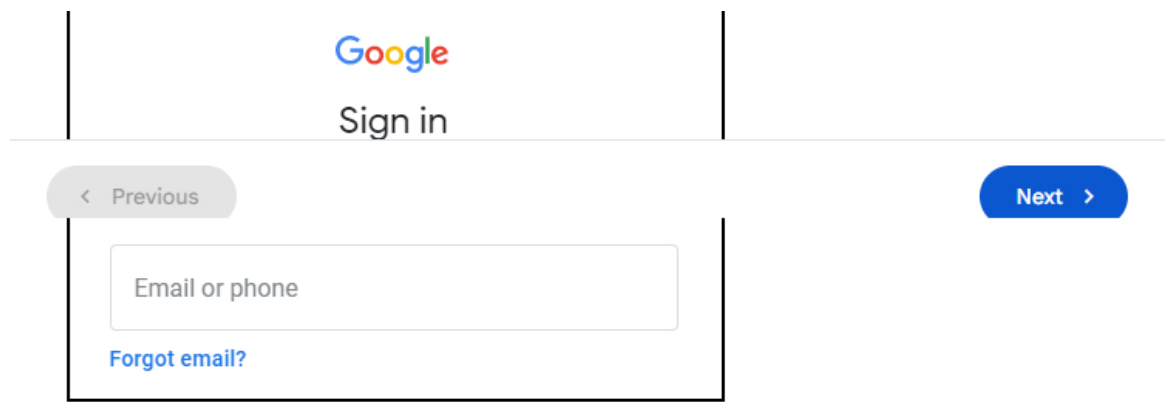 Google
Sign in
Previous Next
Email or phone
Forgot email?